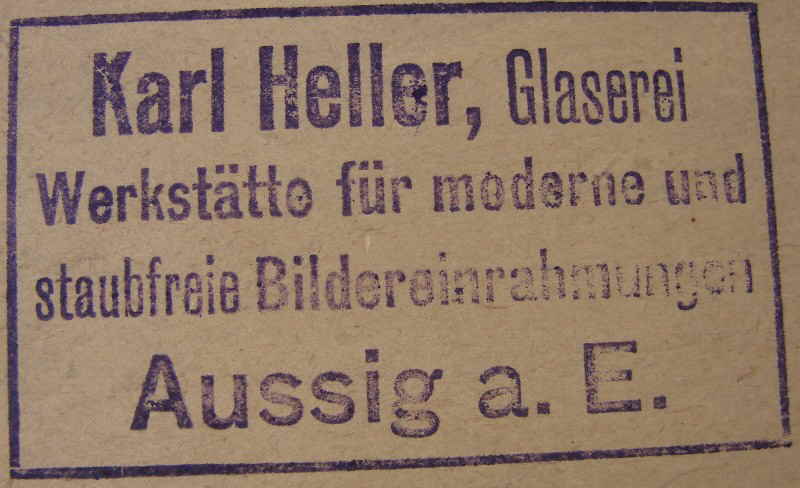 Karl Heller, Glaserei
Werkstätte für moderne und
staubfreie Bildereinrahmungen
Aussig a. E.